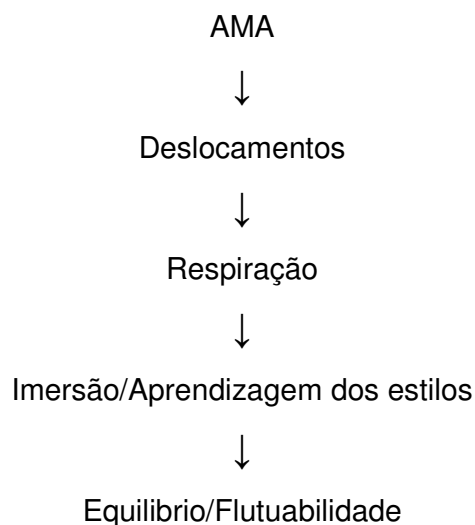 AMA
↓
Deslocamentos
↓
Respiração
↓
Imersão/Aprendizagem dos estilos
↓
Equilibrio/Flutuabilidade